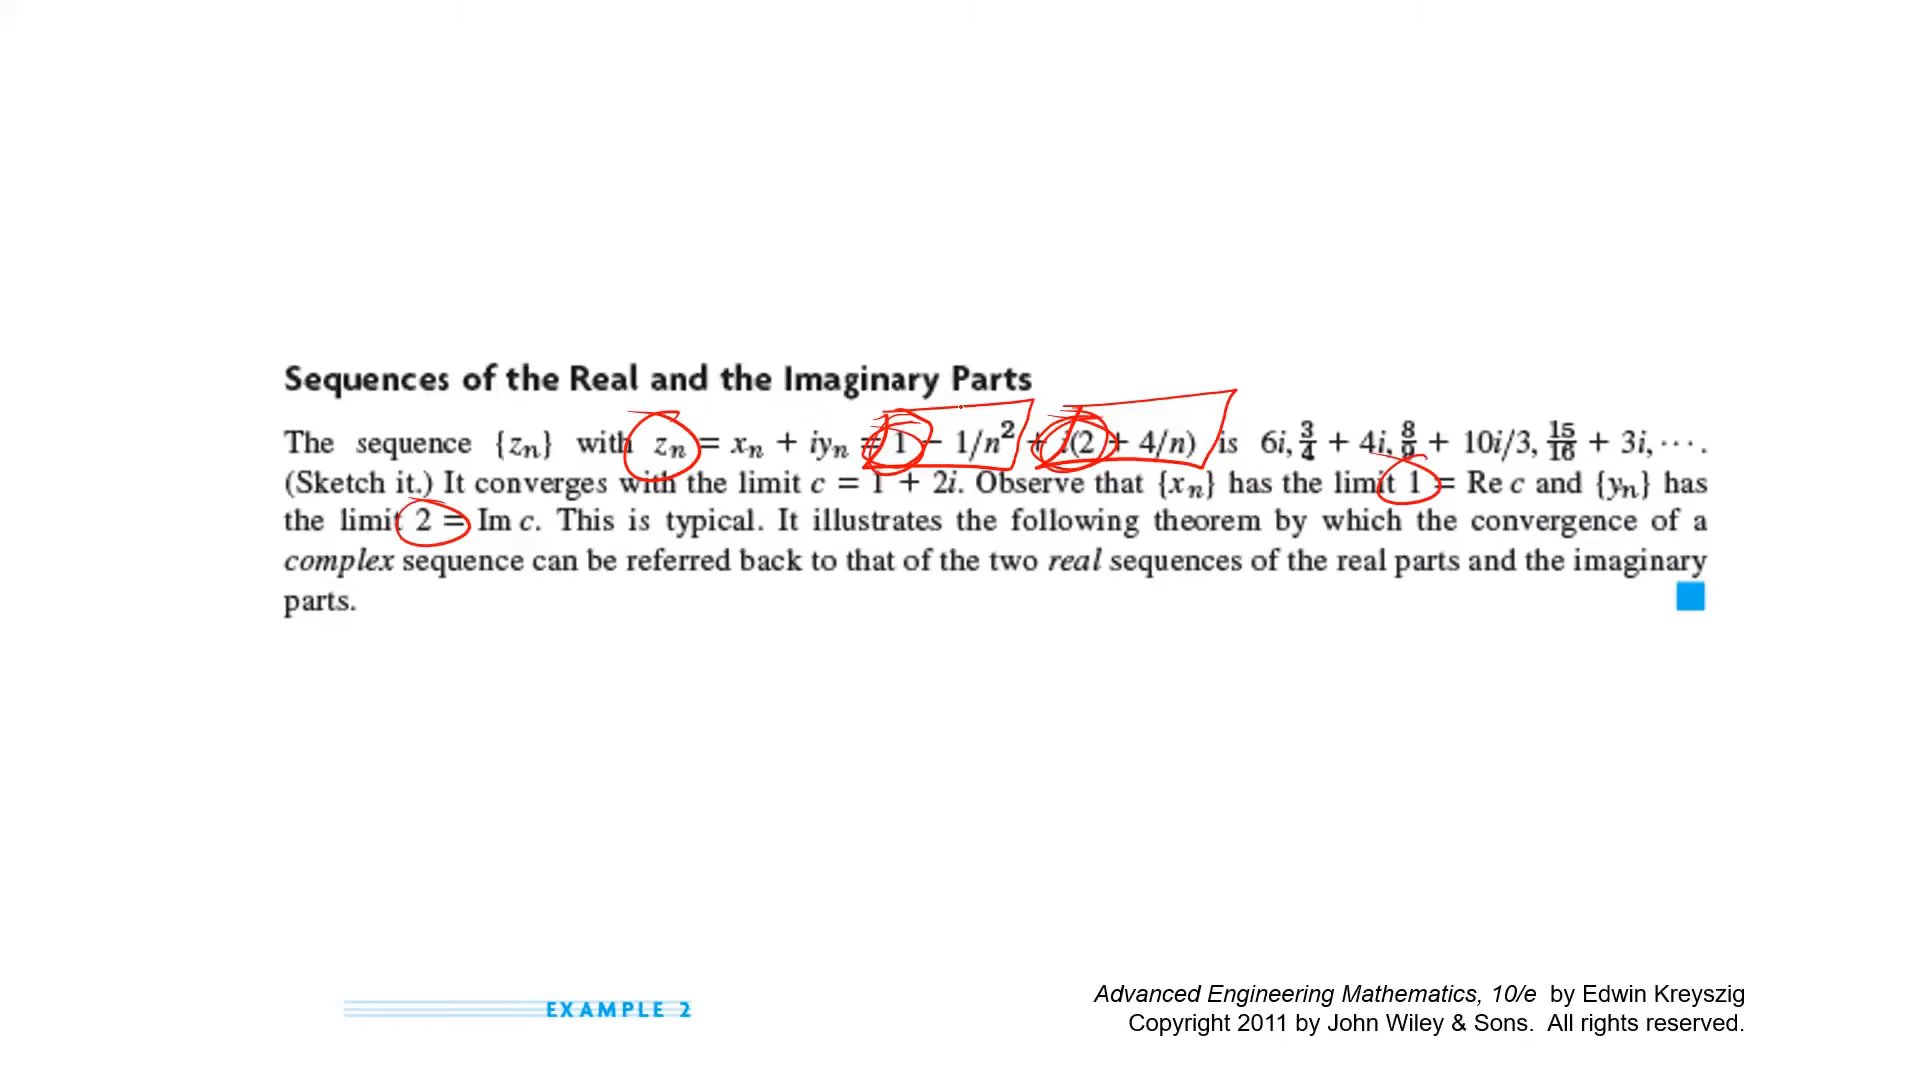 Sequences of the Real and the Imaginary Parts
The sequence {zn} with zn = xn + iyn = 1 − 1/n² + i(2 + 4/n) is 6i, 3/4 + 4i, 8/9 + 10i/3, 15/16 + 3i, ⋯.
(Sketch it.) It converges with the limit c = 1 + 2i. Observe that {xn} has the limit 1 = Re c and {yn} has
the limit 2 = Im c. This is typical. It illustrates the following theorem by which the convergence of a
complex sequence can be referred back to that of the two real sequences of the real parts and the imaginary
parts.
EXAMPLE 2
Advanced Engineering Mathematics, 10/e by Edwin Kreyszig
Copyright 2011 by John Wiley & Sons. All rights reserved.